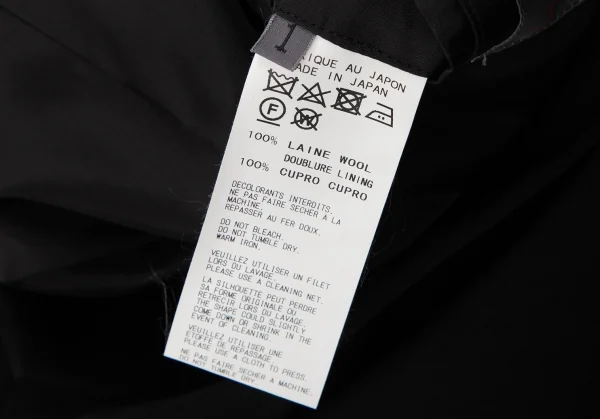 1
IQUE AU JAPON
DE IN JAPAN
F W
100% LAINE WOOL
DOUBLURE LINING
100% CUPRO CUPRO
DECOLORANTS INTERDITS.
NE PAS FAIRE SECHER A LA
MACHINE.
REPASSER AU FER DOUX.
DO NOT BLEACH.
DO NOT TUMBLE DRY.
WARM IRON.
VEUILLEZ UTILISER UN FILET
LORS DU LAVAGE.
PLEASE USE A CLEANING NET.
LA SILHOUETTE PEUT PERDRE
SA FORME ORIGINALE OU
RETRECIR LORS DU LAVAGE.
THE SHAPE COULD SLIGHTLY
COME DOWN OR SHRINK IN THE
EVENT OF CLEANING.
VEUILLEZ UTILISER UNE
ETOFFE DE REPASSAGE.
PLEASE USE A CLOTH TO PRESS.
NE PAS FAIRE SECHER A MACHINE.
DO NOT TUMBLE DRY.